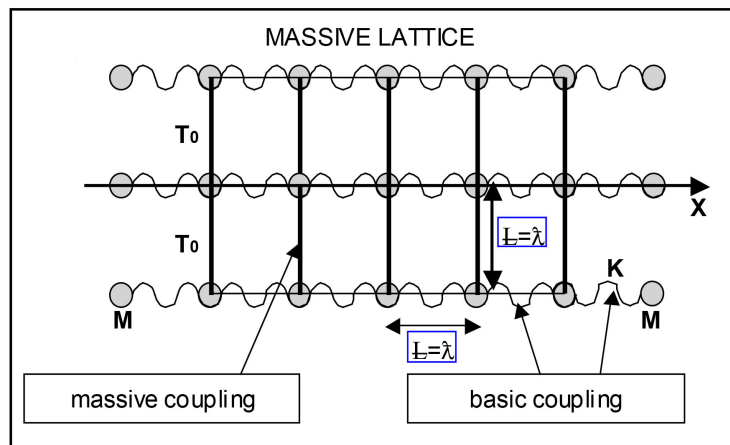 MASSIVE LATTICE
T0
X
T0
Ł=ƛ
K
M
M
Ł=ƛ
massive coupling
basic coupling